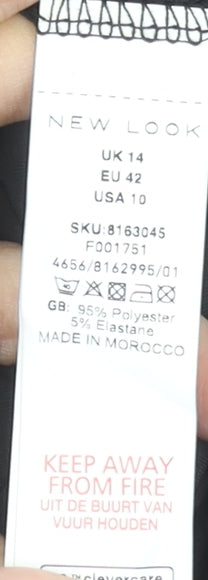 NEW LOOK
UK 14
EU 42
USA 10
SKU:8163045
F001751
4656/8162995/01
40
GB: 95% Polyester
5% Elastane
MADE IN MOROCCO
KEEP AWAY
FROM FIRE
UIT DE BUURT VAN
VUUR HOUDEN
clevercare